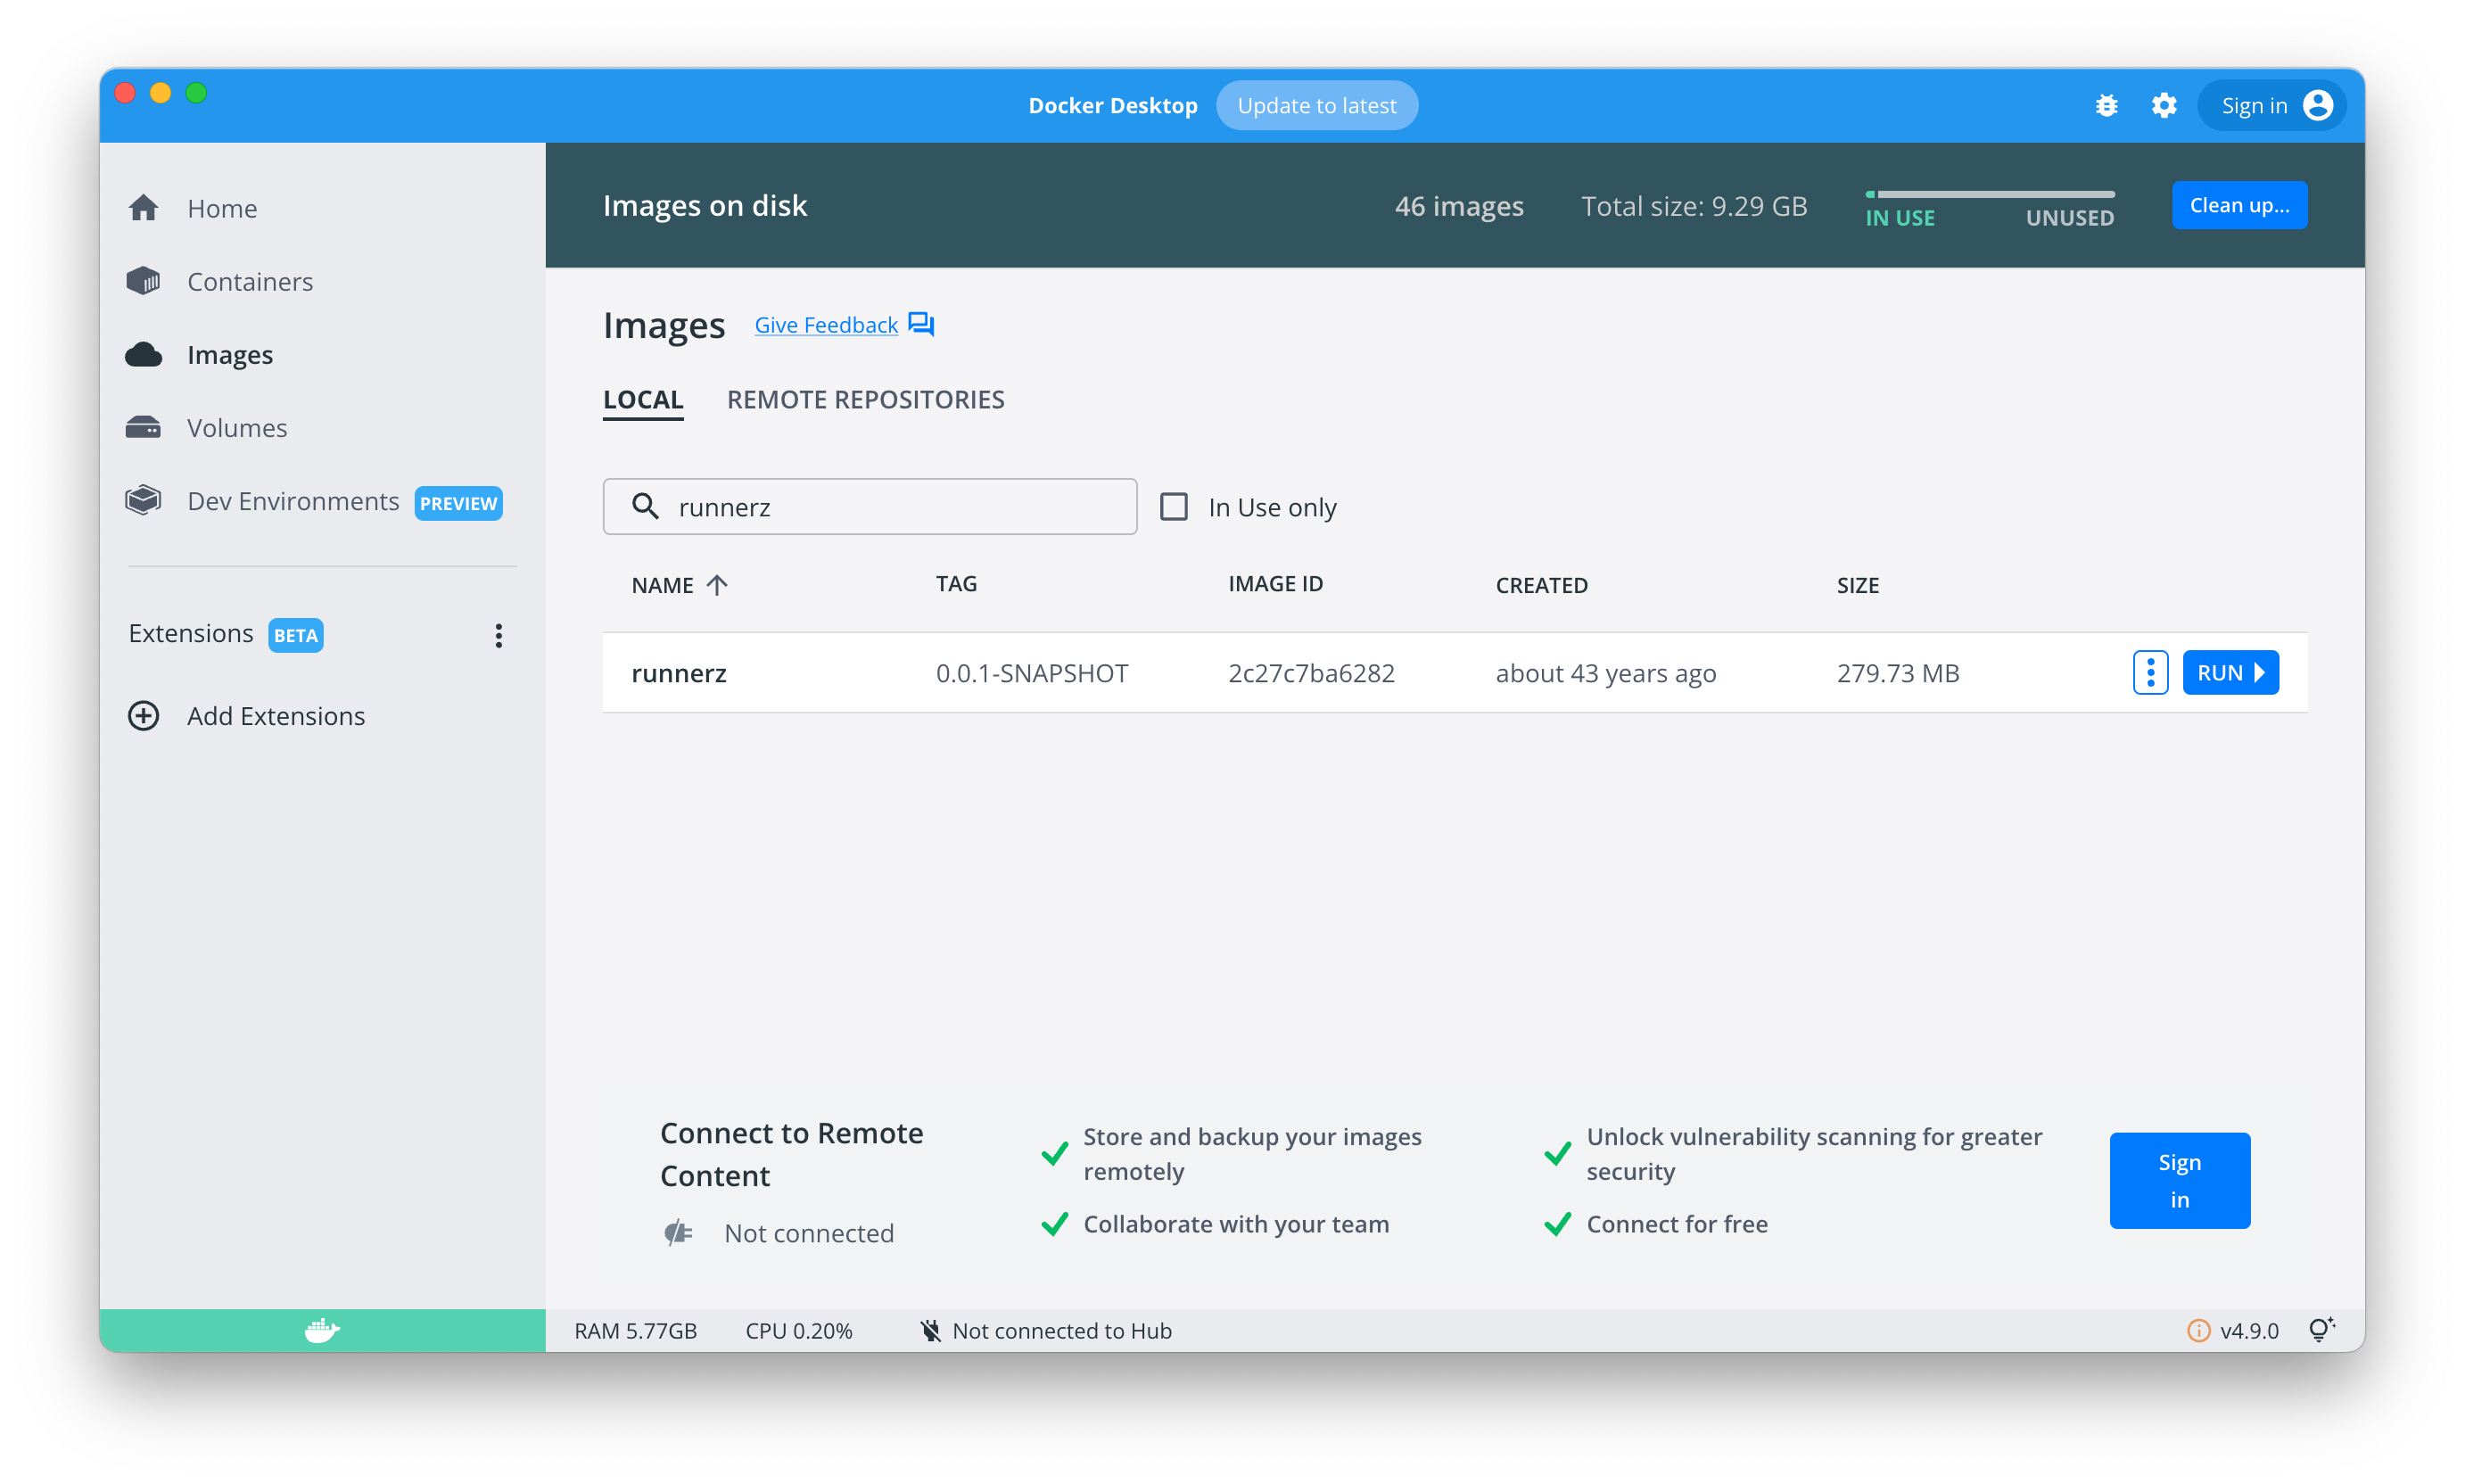 Docker Desktop Update to latest Sign in
Home
Containers
Images
Volumes
Dev Environments PREVIEW
Extensions BETA
Add Extensions
Images on disk 46 images Total size: 9.29 GB IN USE UNUSED Clean up...
Images Give Feedback
LOCAL REMOTE REPOSITORIES
runnerz In Use only
NAME TAG IMAGE ID CREATED SIZE
runnerz 0.0.1-SNAPSHOT 2c27c7ba6282 about 43 years ago 279.73 MB RUN
Connect to Remote
Content
Not connected
Store and backup your images
remotely
Collaborate with your team
Unlock vulnerability scanning for greater
security
Connect for free
Sign
in
RAM 5.77GB CPU 0.20% Not connected to Hub v4.9.0